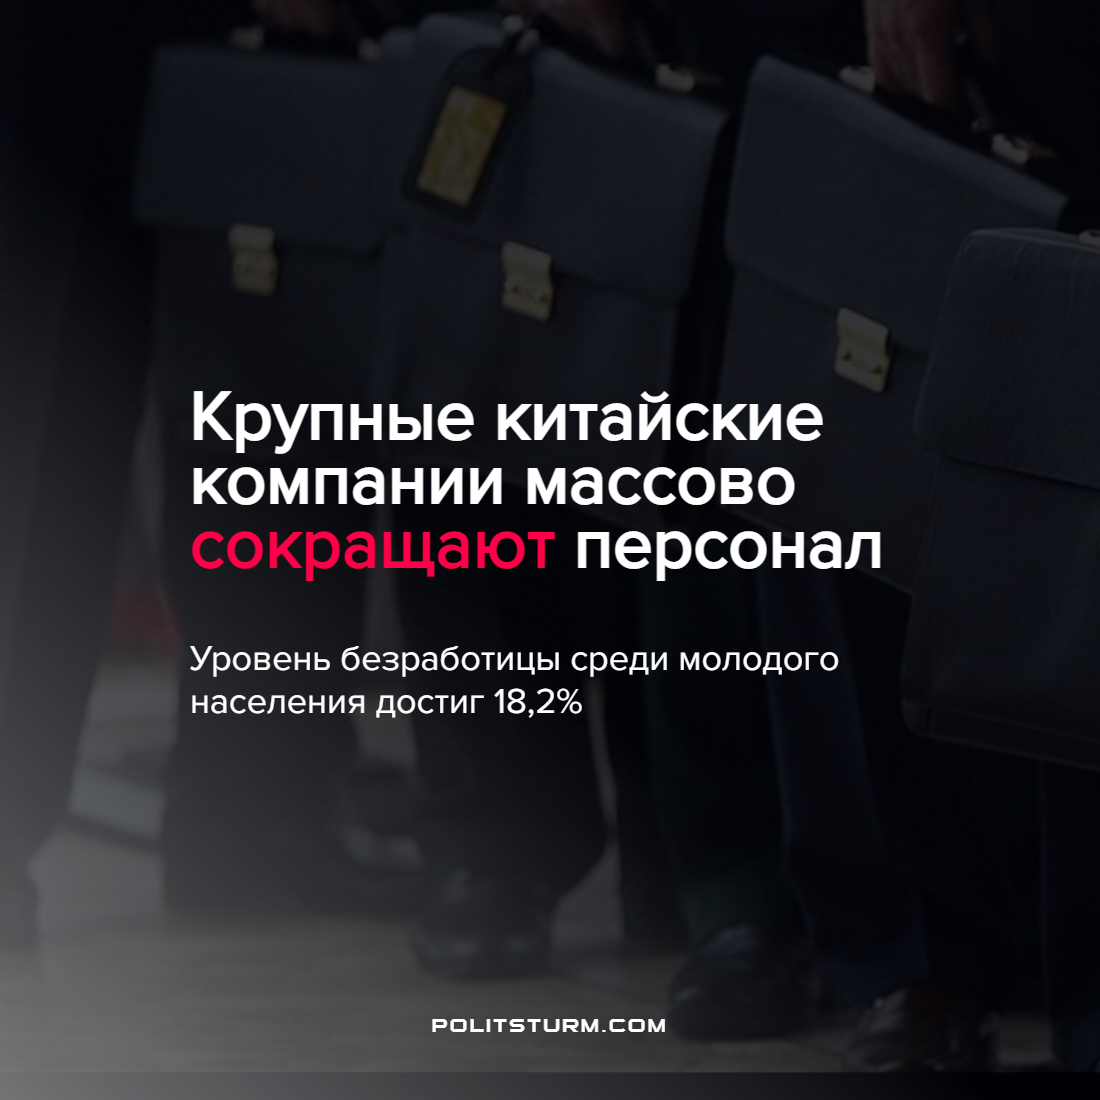 Крупные китайские
компании массово
сокращают персонал
Уровень безработицы среди молодого
населения достиг 18,2%
POLITSTURM.COM